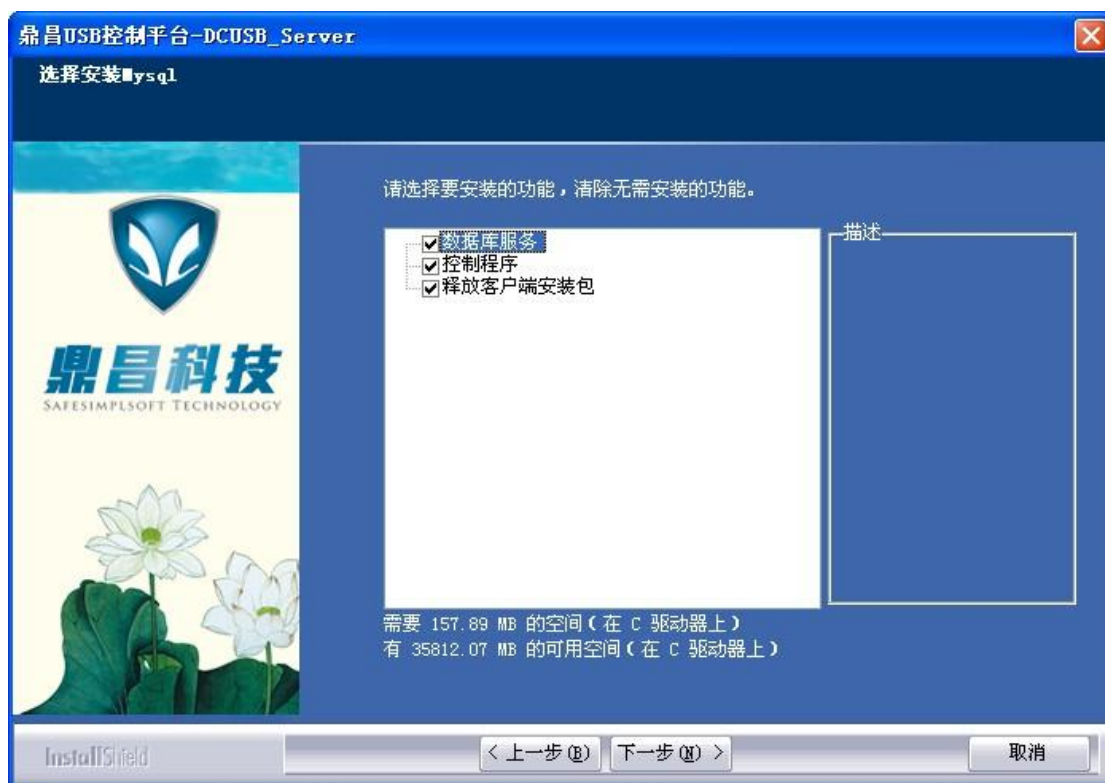 鼎昌USB控制平台-DCUSB_Server
选择安装Mysql
请选择要安装的功能，清除无需安装的功能。
数据库服务
控制程序
释放客户端安装包
描述
鼎昌科技
SAFESIMPLSOFT TECHNOLOGY
需要 157.89 MB 的空间(在 C 驱动器上)
有 35812.07 MB 的可用空间(在 C 驱动器上)
InstallShield
< 上一步(B) 下一步(N) > 取消